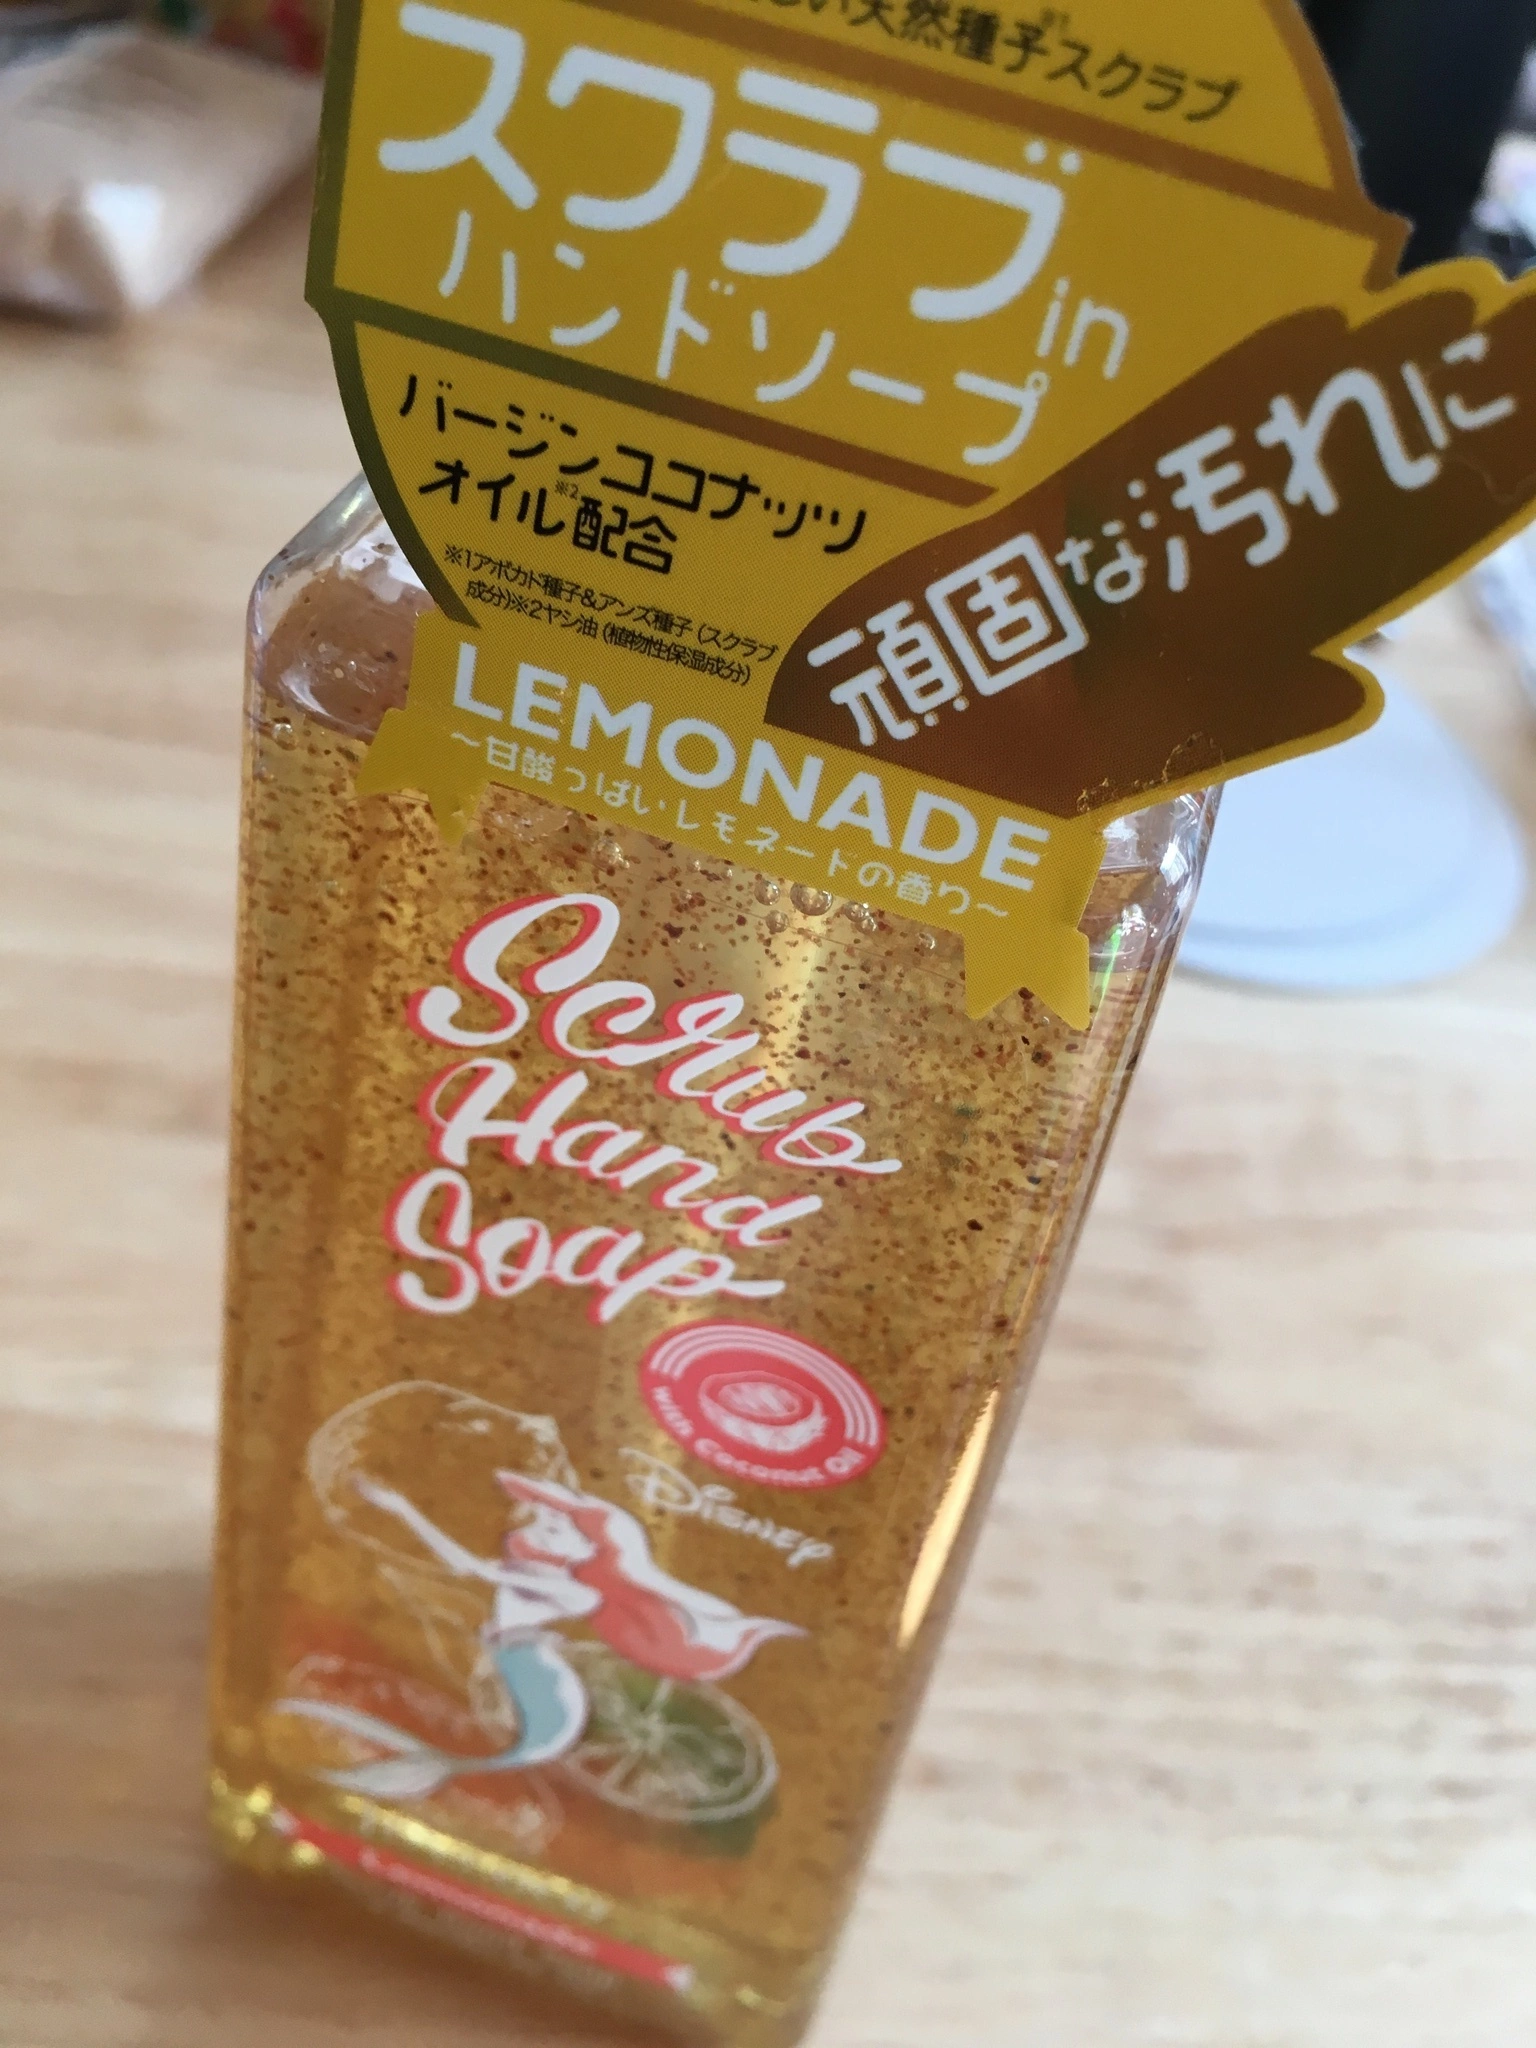 天然種子スクラブ
スクラブin
ハンドソープ
頑固な汚れに
バージンココナッツ
オイル※2配合
※1アボカド種子&アンズ種子(スクラブ
成分)※2ヤシ油(植物性保湿成分)
LEMONADE
~甘酸っぱいレモネードの香り~
Scrub
Hand
Soap
with Coconut Oil
Disney